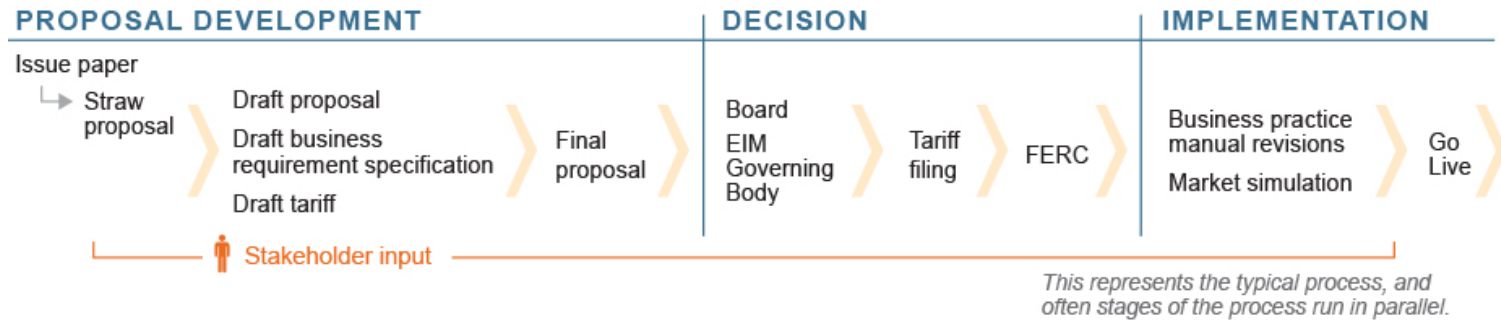 PROPOSAL DEVELOPMENT
Issue paper
Straw
proposal
Draft proposal
Draft business
requirement specification
Draft tariff
Final
proposal
DECISION
Board
EIM
Governing
Body
Tariff
filing
FERC
IMPLEMENTATION
Business practice
manual revisions
Market simulation
Go
Live
Stakeholder input
This represents the typical process, and
often stages of the process run in parallel.